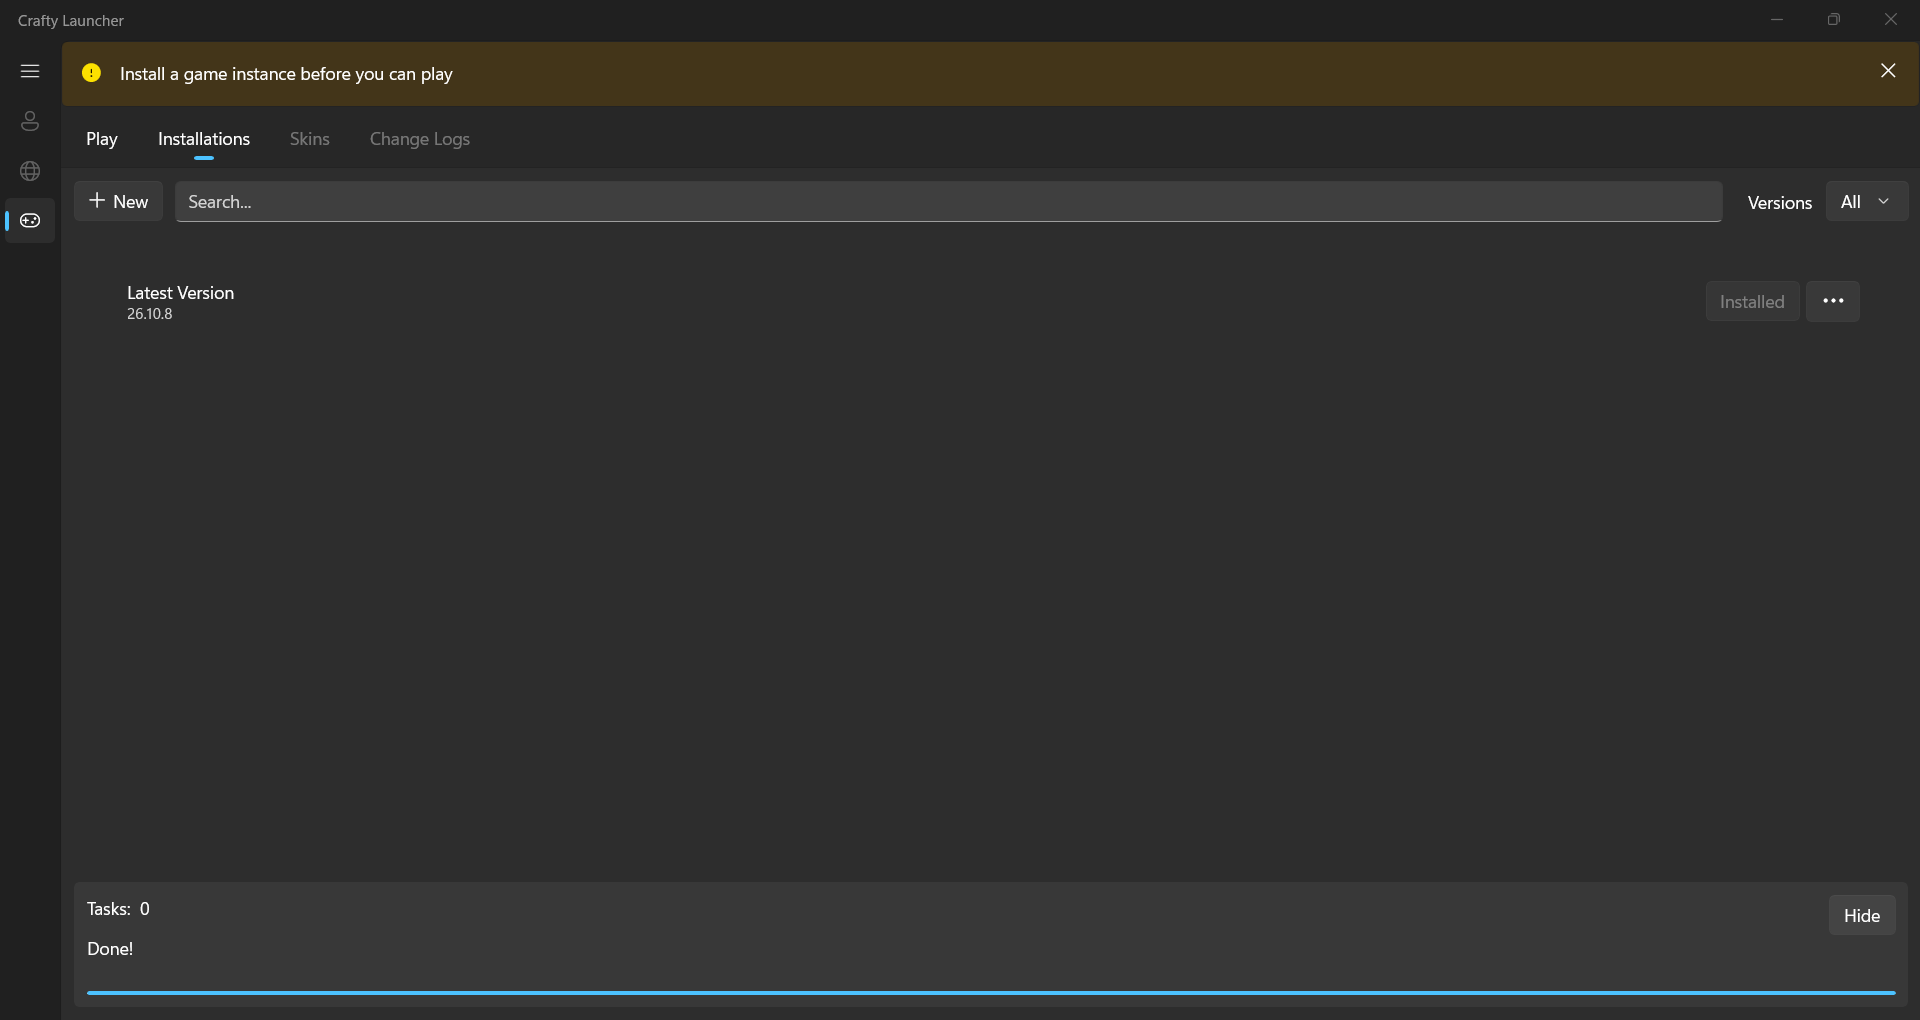 Crafty Launcher
Install a game instance before you can play
Play Installations Skins Change Logs
New Search... Versions All
Latest Version
26.10.8
Installed
Tasks: 0
Hide
Done!